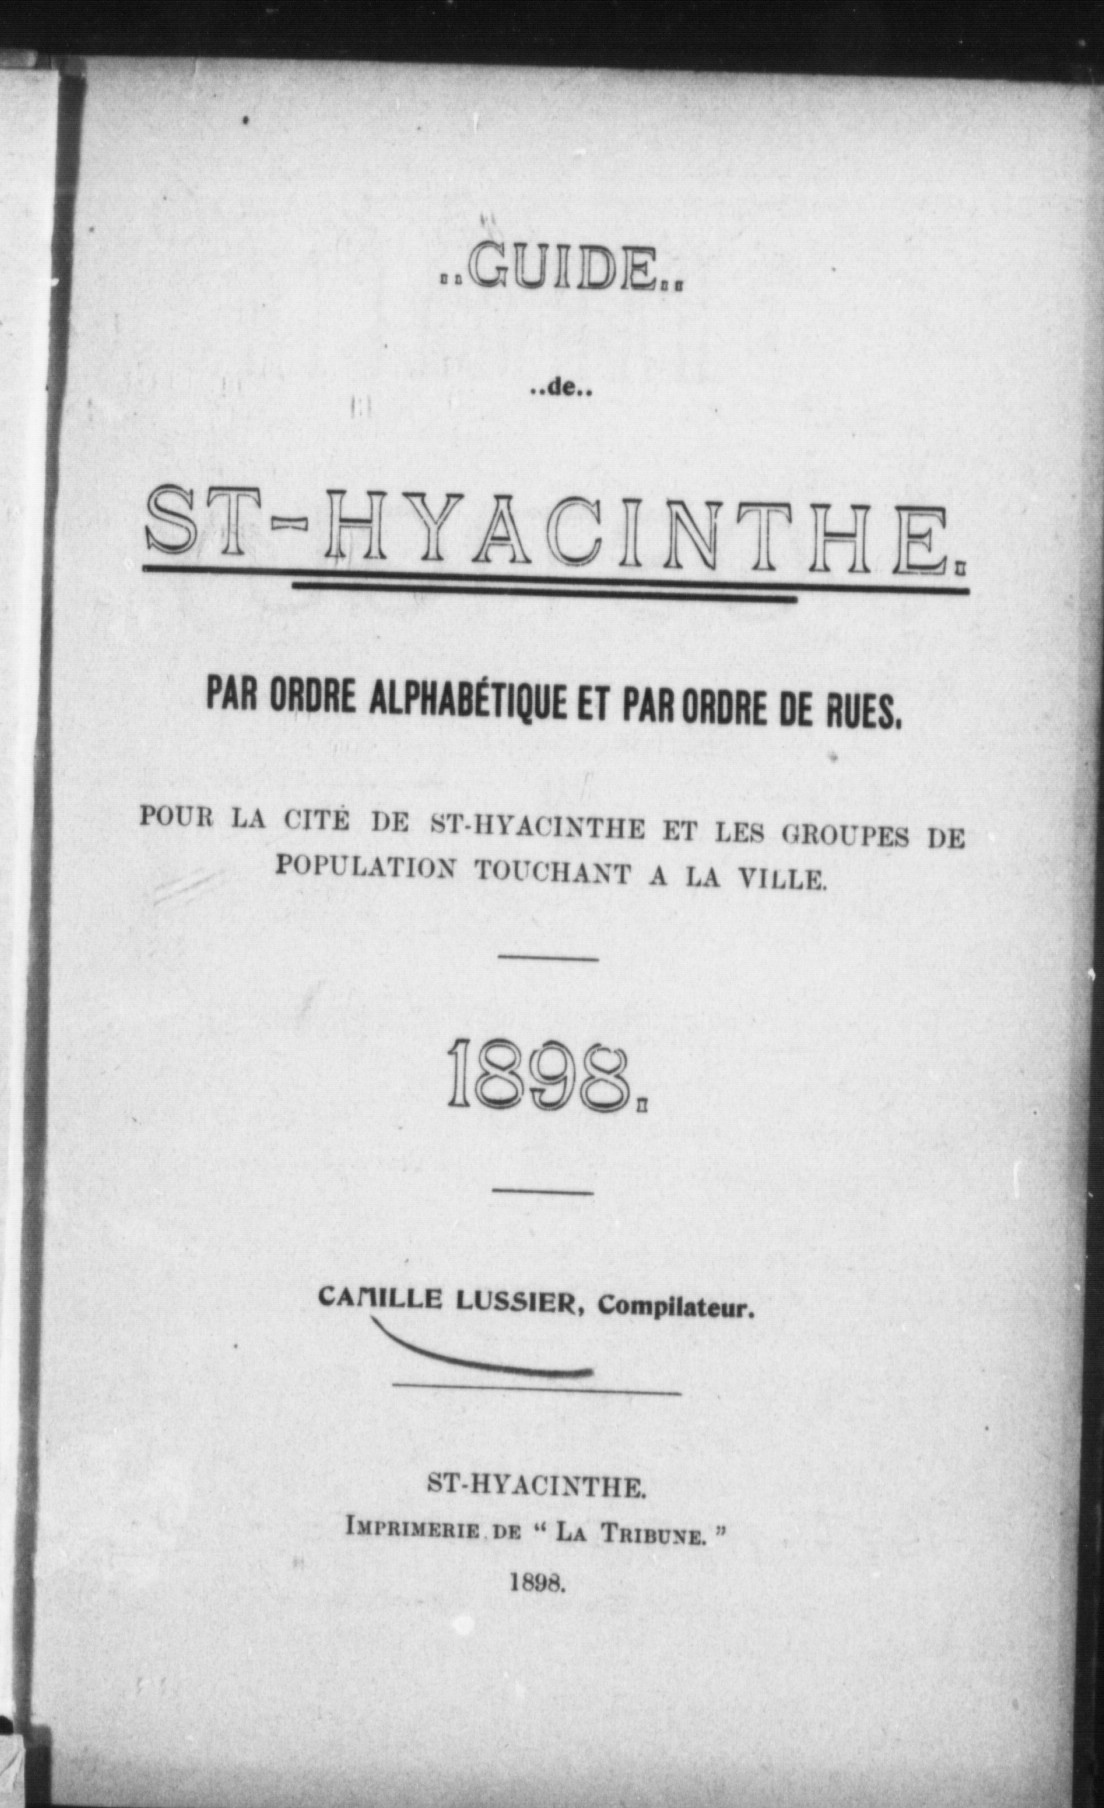 ..GUIDE..
..de..
ST-HYACINTHE.
PAR ORDRE ALPHABÉTIQUE ET PAR ORDRE DE RUES.
POUR LA CITÉ DE ST-HYACINTHE ET LES GROUPES DE
POPULATION TOUCHANT A LA VILLE.
1898.
CAMILLE LUSSIER, Compilateur.
ST-HYACINTHE.
IMPRIMERIE DE “ LA TRIBUNE. ”
1898.